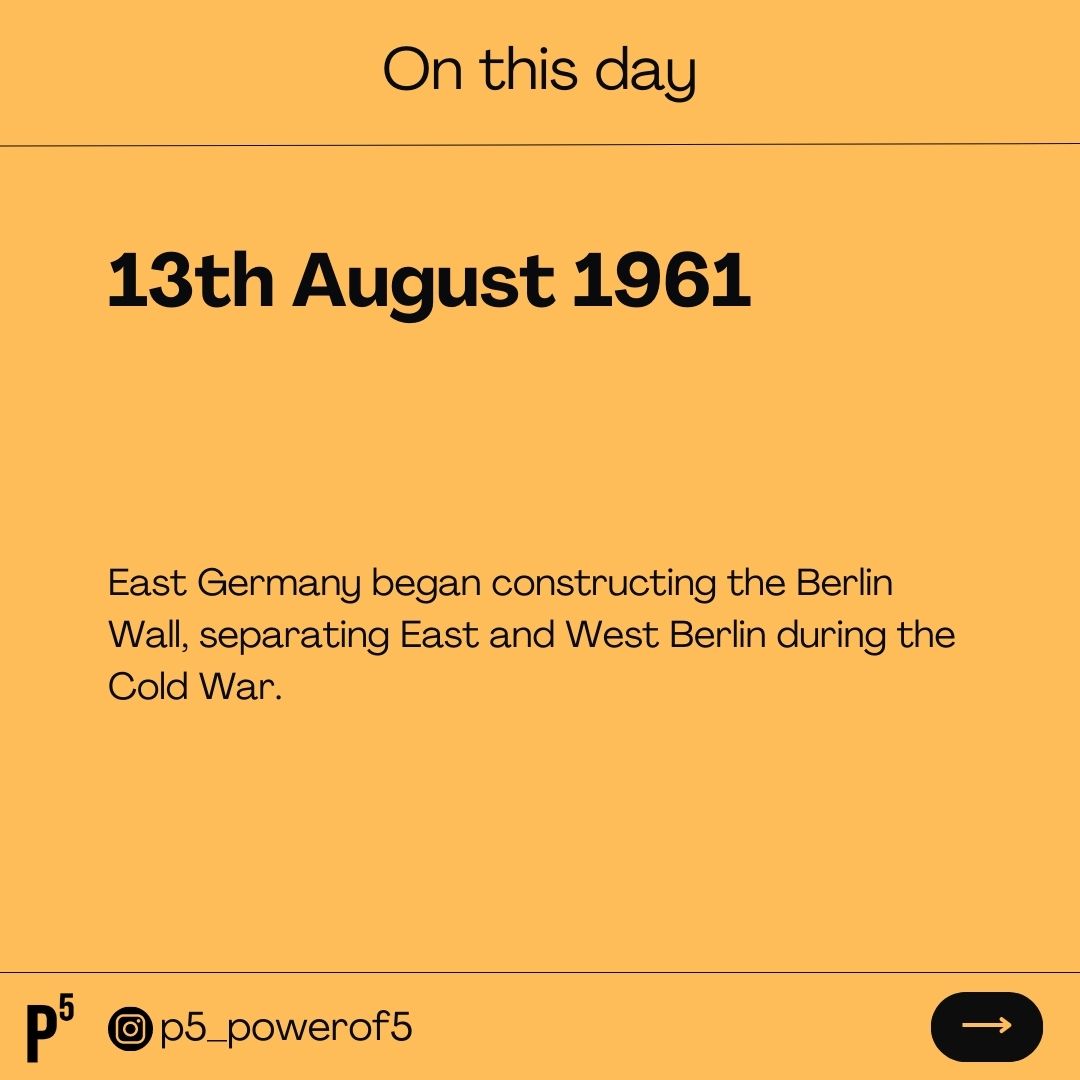 On this day
13th August 1961
East Germany began constructing the Berlin
Wall, separating East and West Berlin during the
Cold War.
P5 p5_powerof5